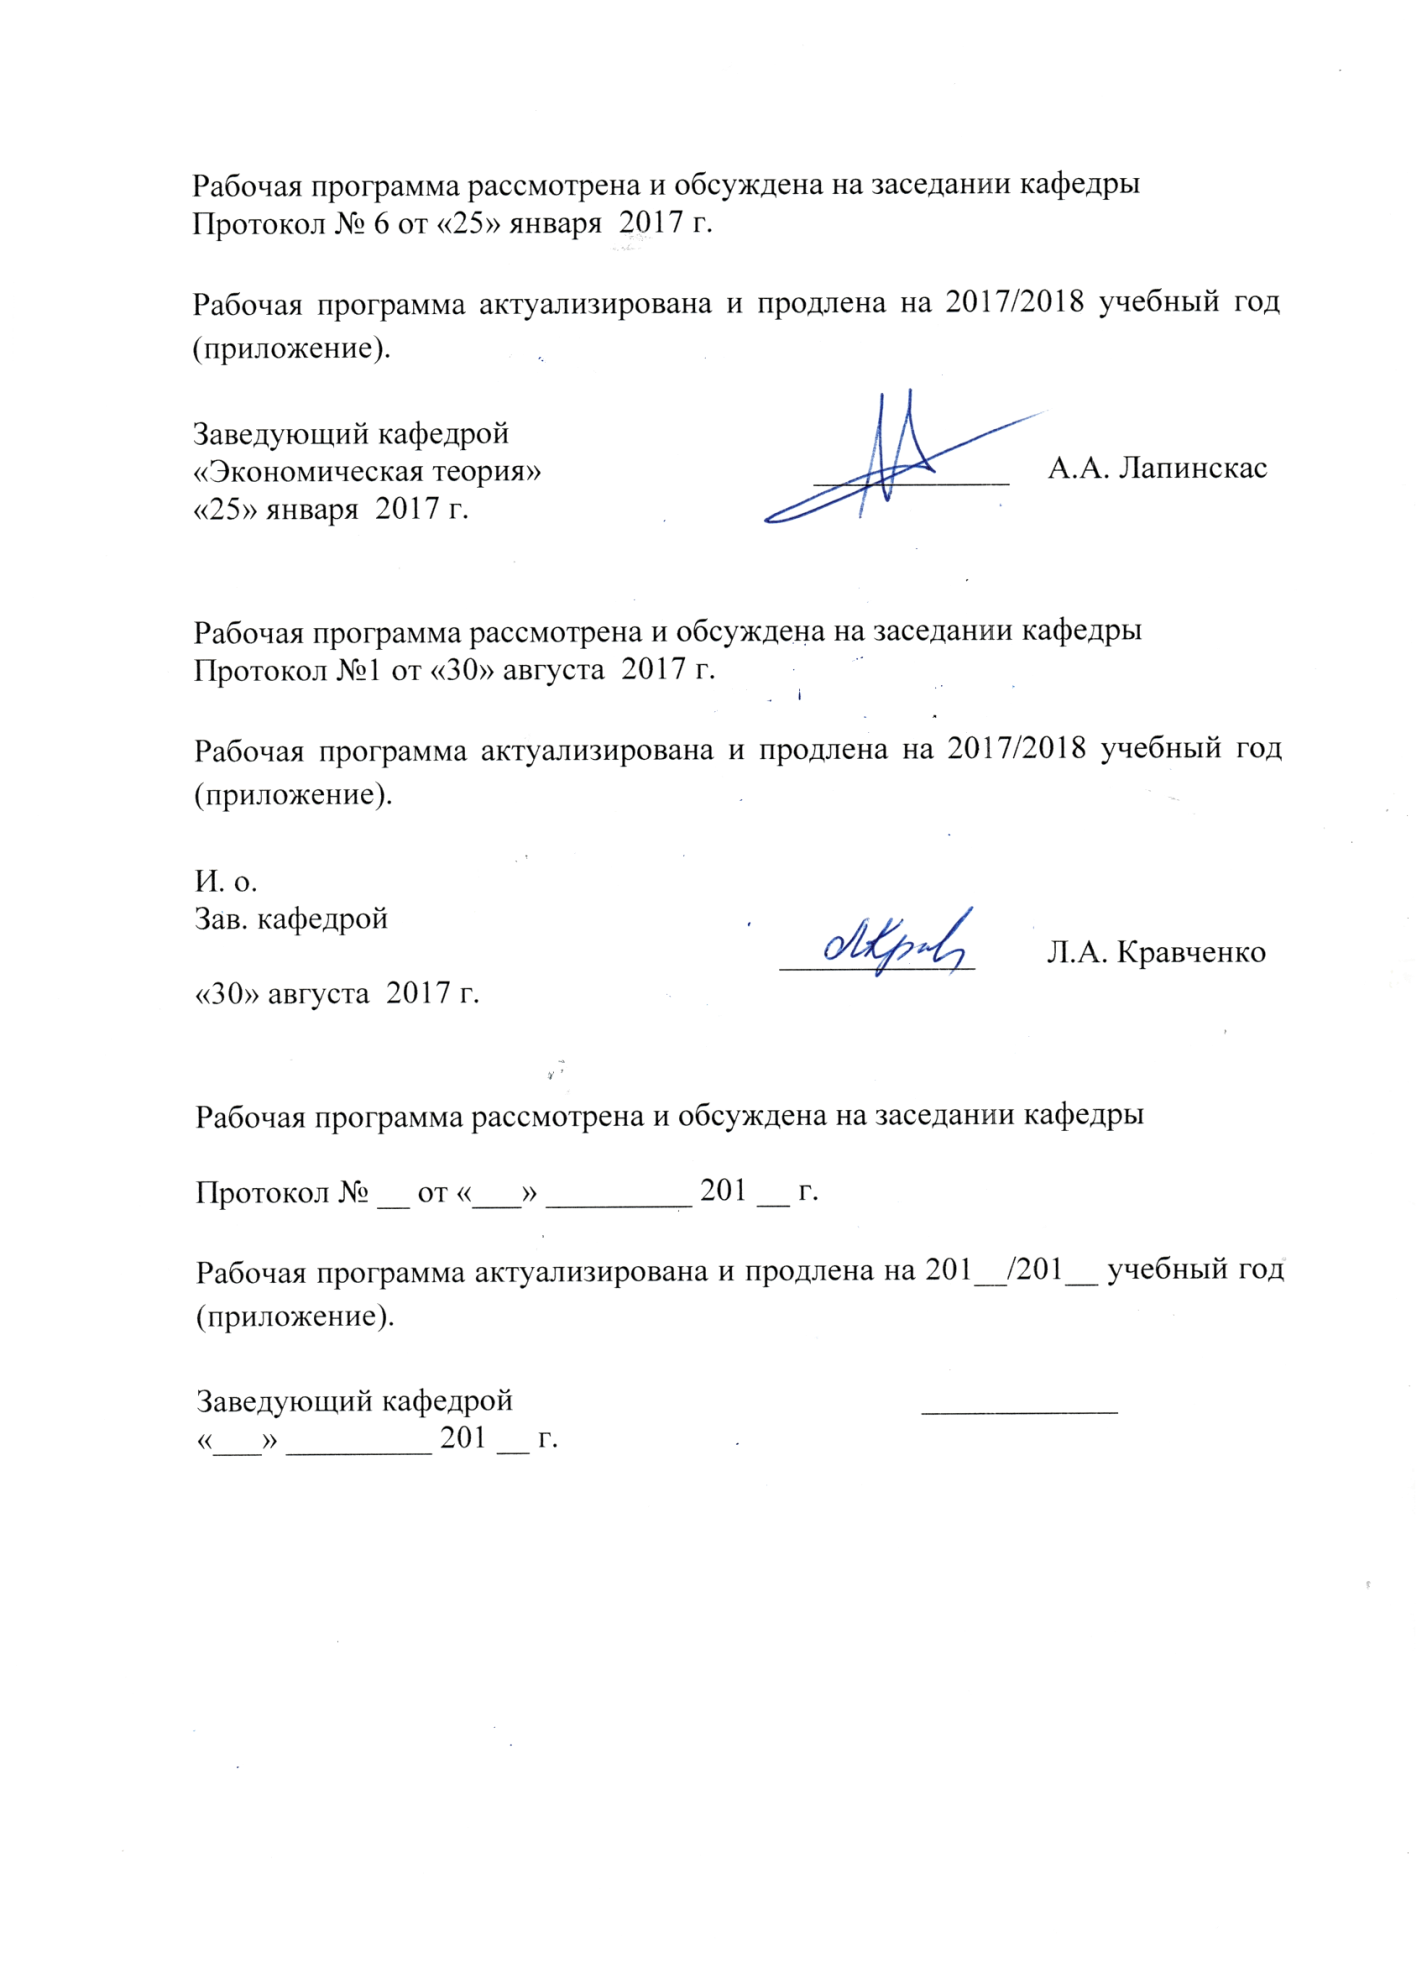 Рабочая программа рассмотрена и обсуждена на заседании кафедры
Протокол № 6 от «25» января 2017 г.
Рабочая программа актуализирована и продлена на 2017/2018 учебный год
(приложение).
Заведующий кафедрой
«Экономическая теория» ____________ А.А. Лапинскас
«25» января 2017 г.
Рабочая программа рассмотрена и обсуждена на заседании кафедры
Протокол №1 от «30» августа 2017 г.
Рабочая программа актуализирована и продлена на 2017/2018 учебный год
(приложение).
И. о.
Зав. кафедрой
____________ Л.А. Кравченко
«30» августа 2017 г.
Рабочая программа рассмотрена и обсуждена на заседании кафедры
Протокол № __ от «___» _________ 201 __ г.
Рабочая программа актуализирована и продлена на 201__/201__ учебный год
(приложение).
Заведующий кафедрой ____________
«___» _________ 201 __ г.